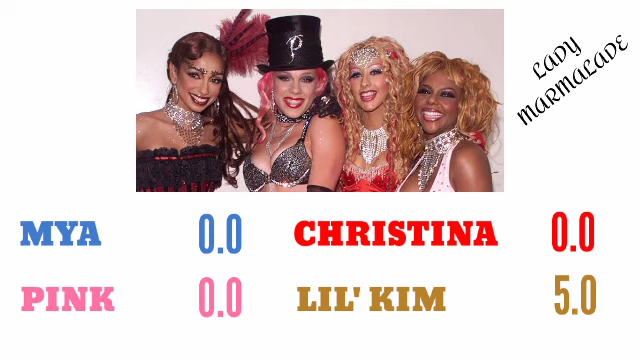 LADY
MARMALADE
P
MYA 0.0 CHRISTINA 0.0
PINK 0.0 LIL' KIM 5.0